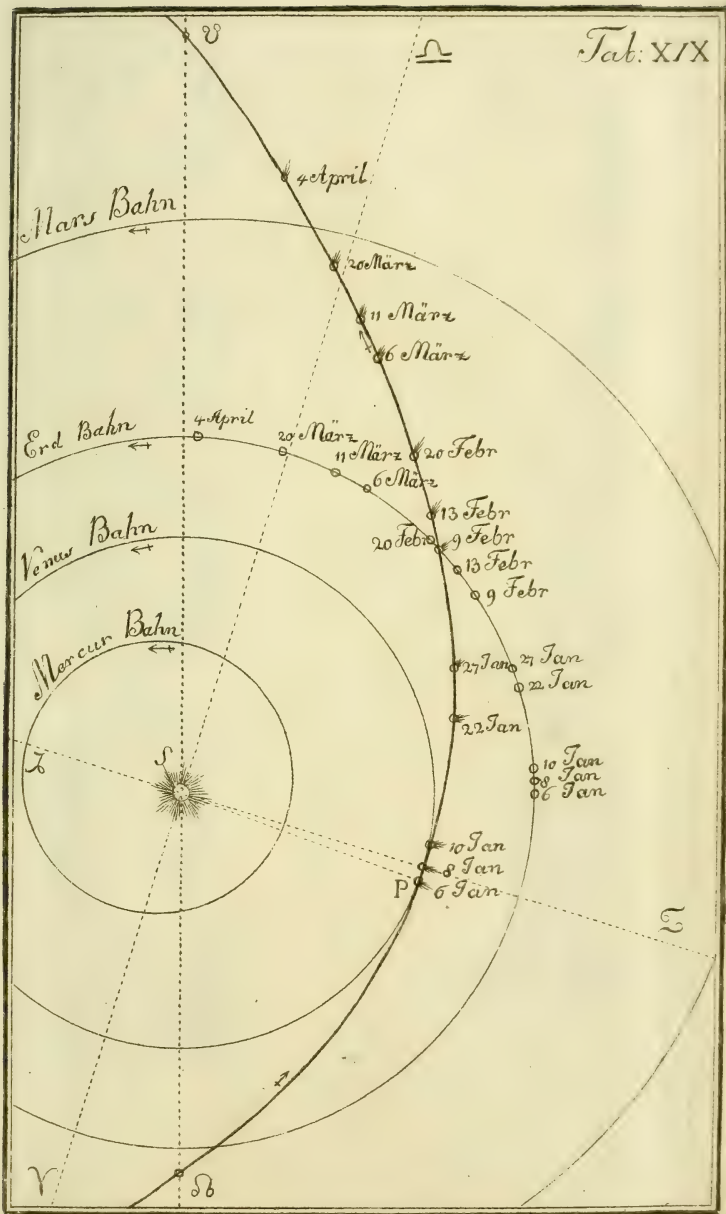 ☋
♎
Tab: XIX
4 April
Mars Bahn
20 März
11 März
6 März
4 April
Erd Bahn
20 März
11 März
6 März
20 Febr
13 Febr
20 Febr
9 Febr
13 Febr
9 Febr
Venus Bahn
Mercur Bahn
27 Jan
27 Jan
22 Jan
22 Jan
♑
S
10 Jan
8 Jan
6 Jan
10 Jan
8 Jan
P
6 Jan
♋
♈
☊